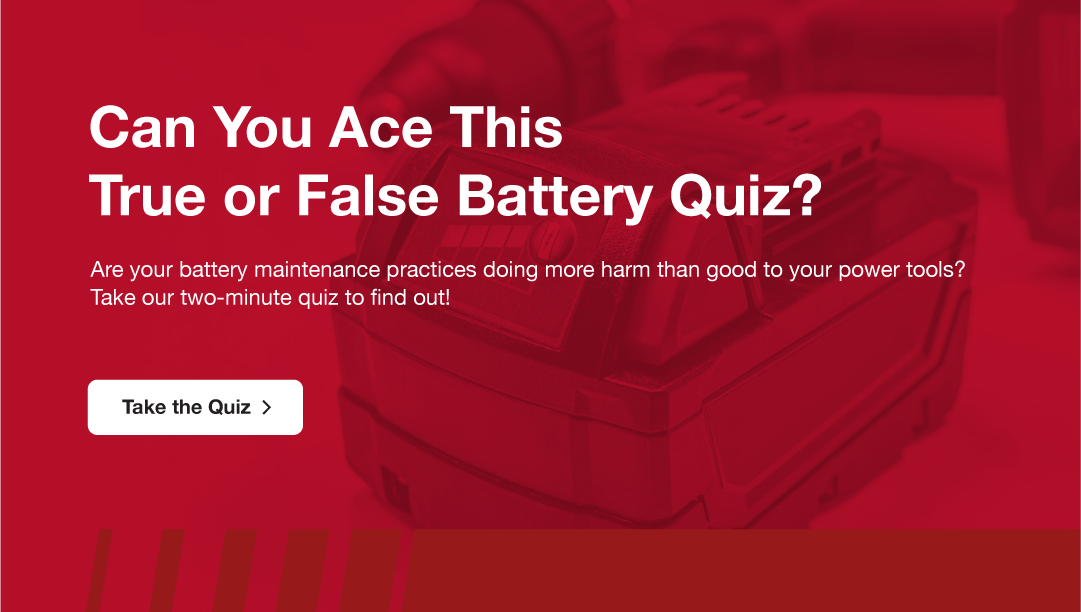 Can You Ace This
True or False Battery Quiz?
Are your battery maintenance practices doing more harm than good to your power tools?
Take our two-minute quiz to find out!
Take the Quiz